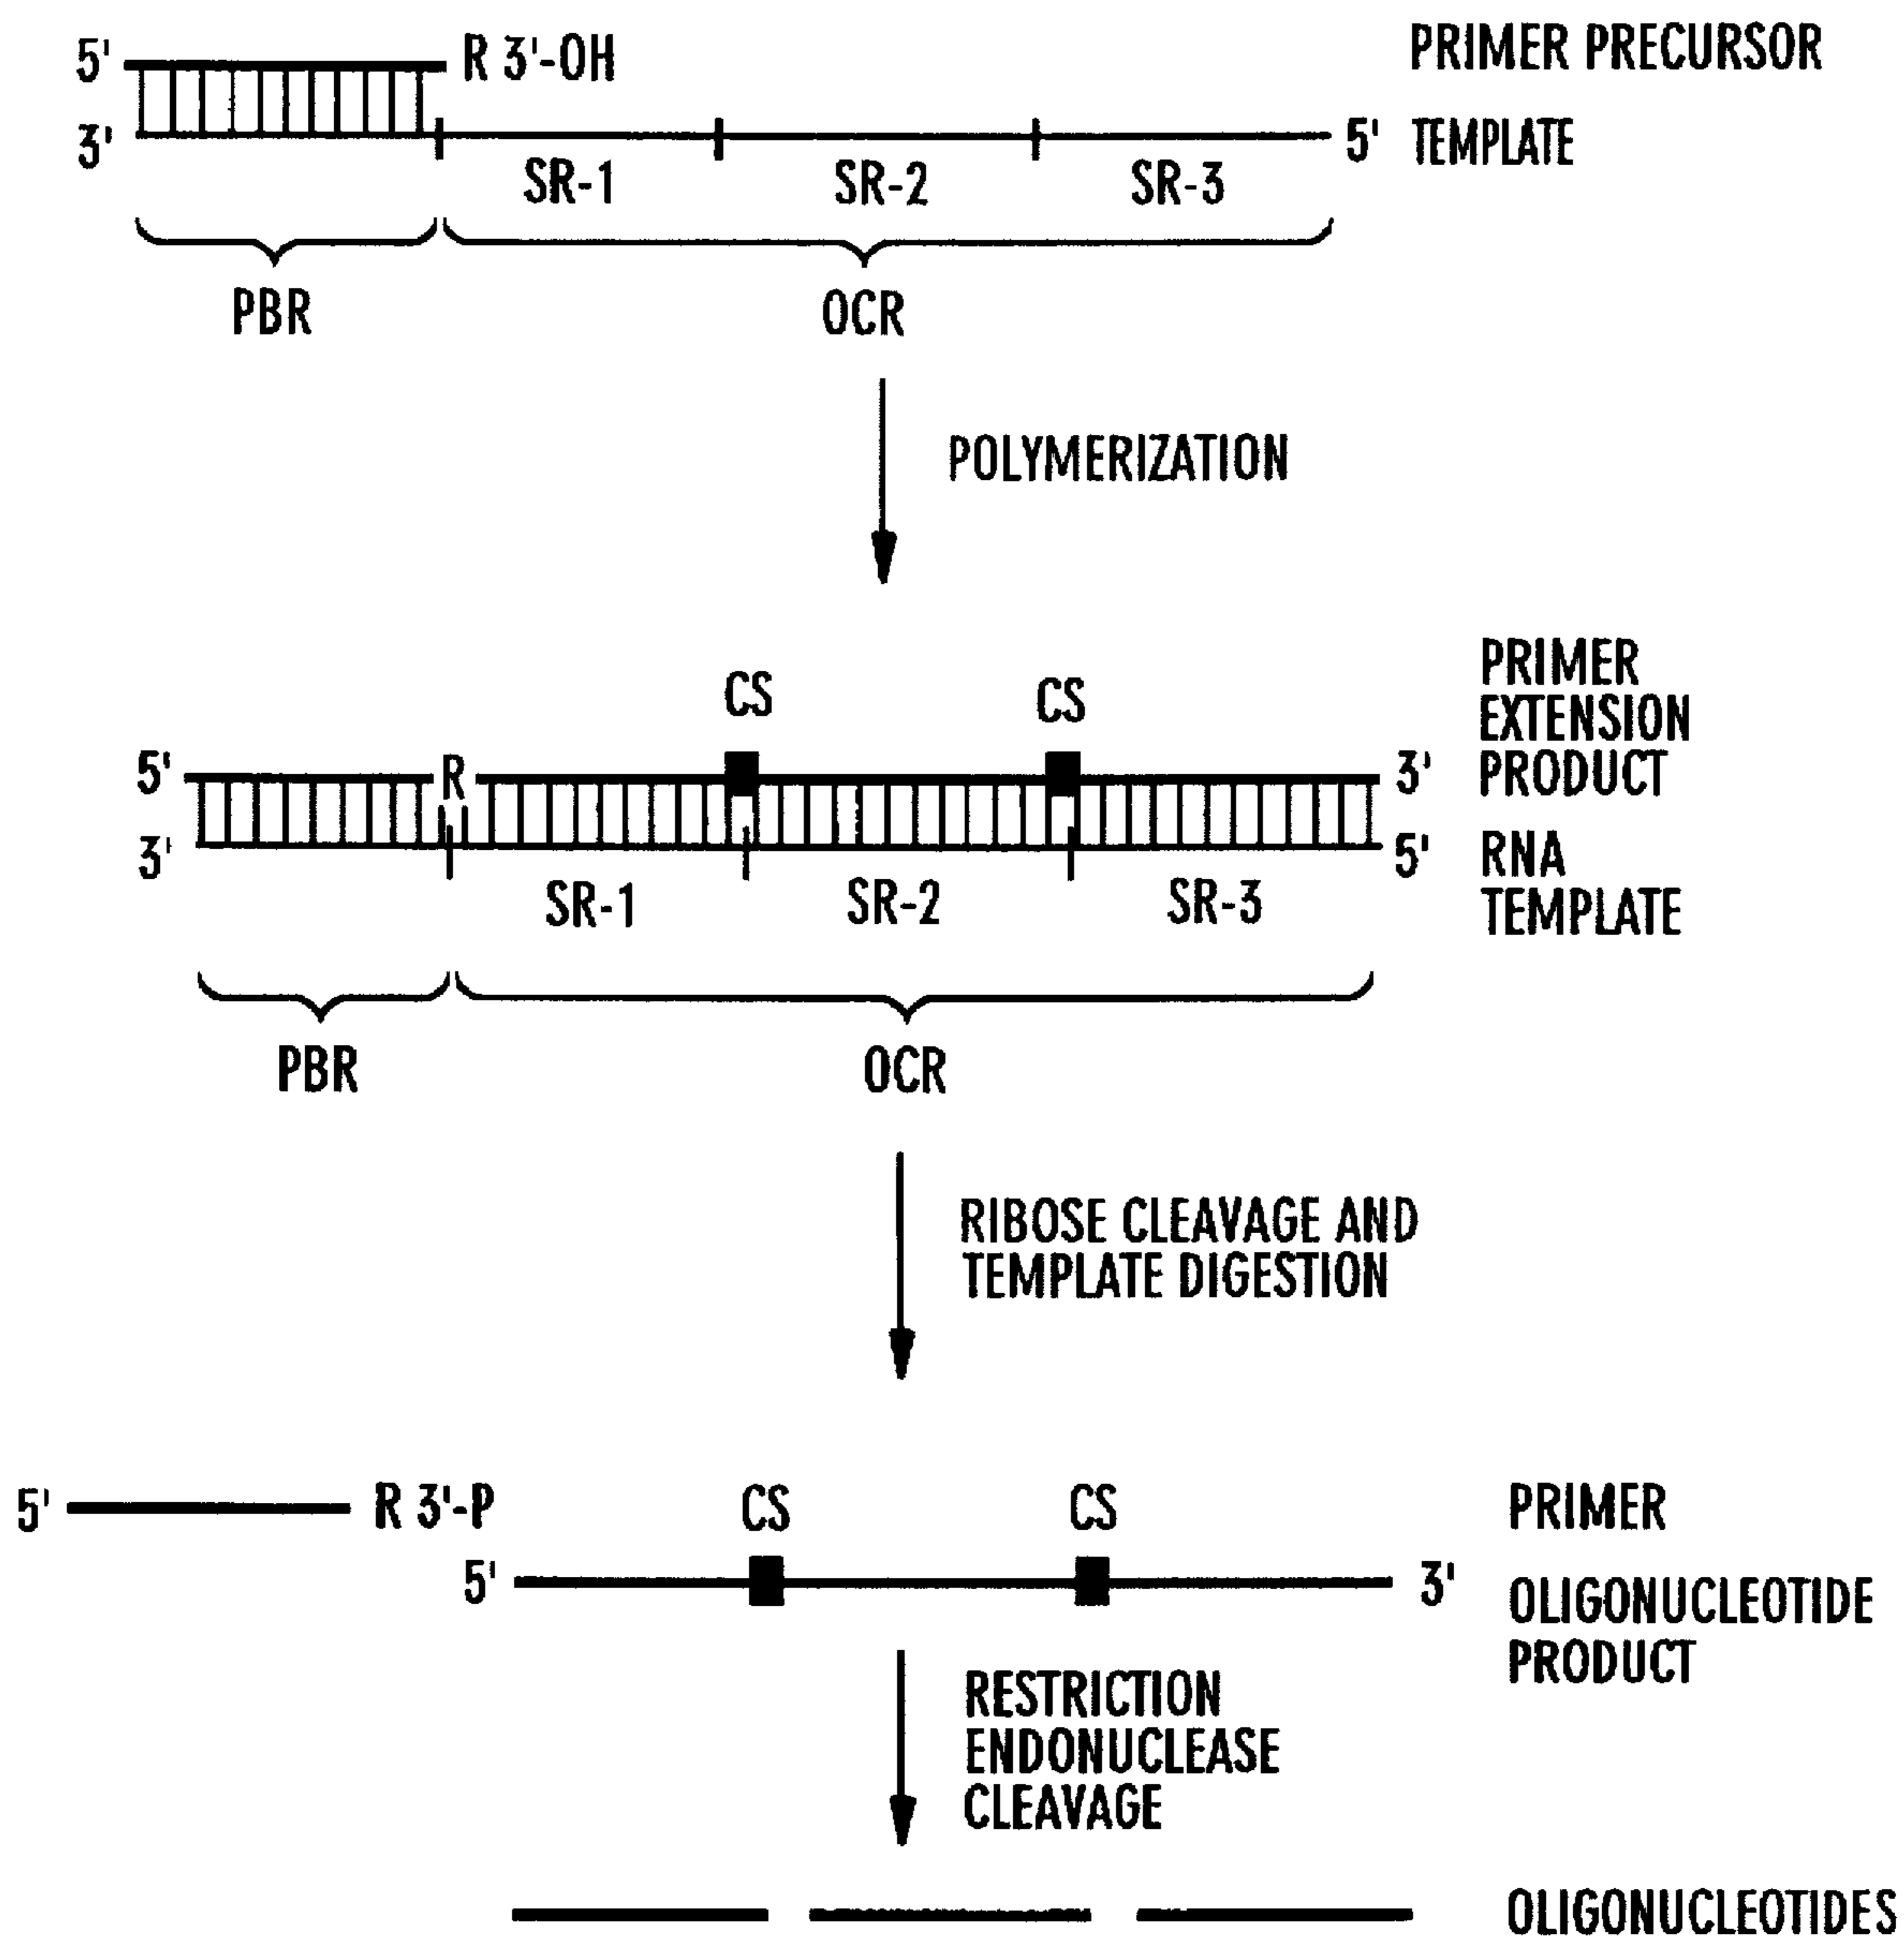 5' R 3'-OH PRIMER PRECURSOR
3' 5' TEMPLATE
SR-1 SR-2 SR-3
PBR OCR
POLYMERIZATION
CS CS
PRIMER
EXTENSION
5' R 3' PRODUCT
3' 5' RNA
TEMPLATE
SR-1 SR-2 SR-3
PBR OCR
RIBOSE CLEAVAGE AND
TEMPLATE DIGESTION
5' R 3'-P CS CS PRIMER
5' 3' OLIGONUCLEOTIDE
PRODUCT
RESTRICTION
ENDONUCLEASE
CLEAVAGE
OLIGONUCLEOTIDES